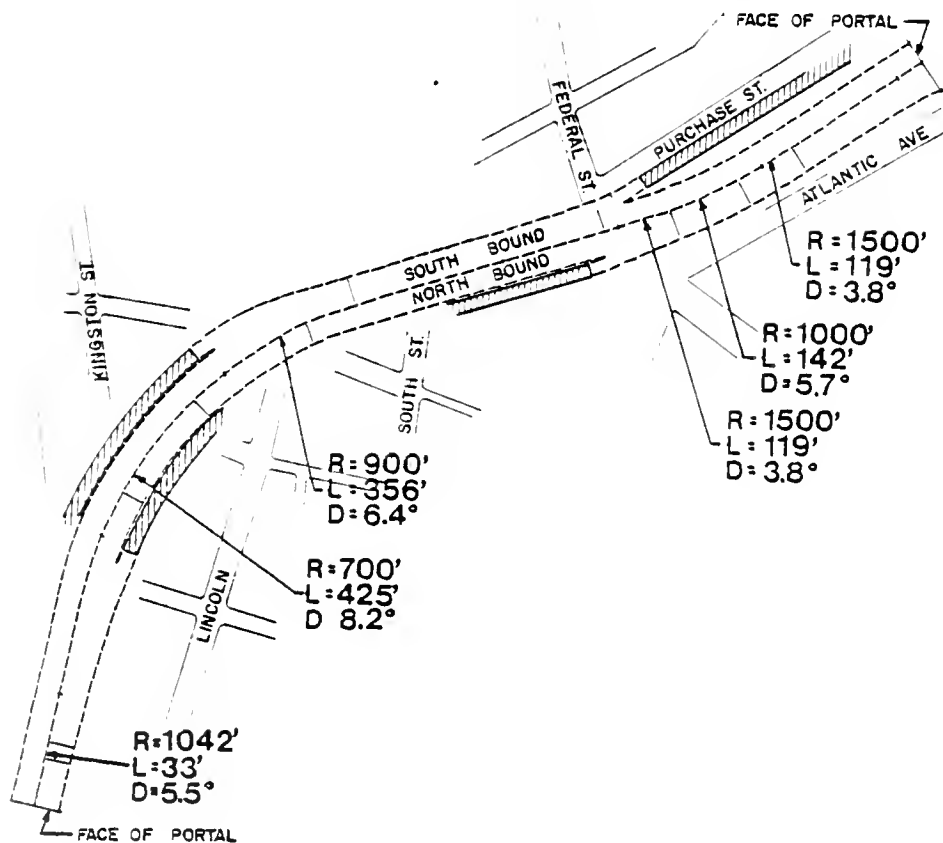 FACE OF PORTAL
FEDERAL ST.
PURCHASE ST.
ATLANTIC AVE
SOUTH BOUND
NORTH BOUND
KINGSTON ST
SOUTH ST.
LINCOLN
R=1500'
L=119'
D=3.8°
R=1000'
L=142'
D=5.7°
R=1500'
L=119'
D=3.8°
R=900'
L=356'
D=6.4°
R=700'
L=425'
D 8.2°
R=1042'
L=33'
D=5.5°
FACE OF PORTAL